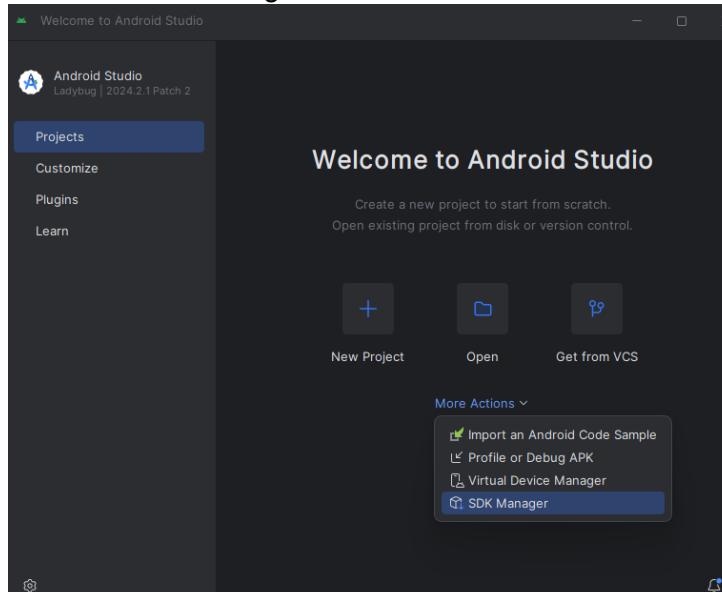 Welcome to Android Studio
Android Studio
Ladybug | 2024.2.1 Patch 2
Projects
Customize
Plugins
Learn
Welcome to Android Studio
Create a new project to start from scratch.
Open existing project from disk or version control.
New Project
Open
Get from VCS
More Actions
Import an Android Code Sample
Profile or Debug APK
Virtual Device Manager
SDK Manager